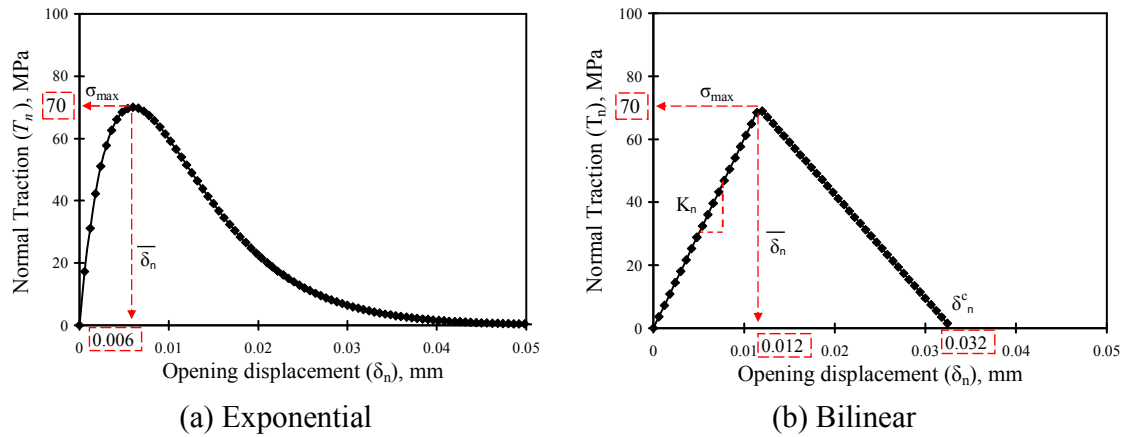 Normal Traction (Tₙ), MPa
100
80
70
60
40
20
0
σmax
δ̅ₙ
0.006
0
0.01
0.02
0.03
0.04
0.05
Opening displacement (δₙ), mm
(a) Exponential
Normal Traction (Tₙ), MPa
100
80
70
60
40
20
0
σmax
Kₙ
δ̅ₙ
δᶜₙ
0
0.01
0.02
0.03
0.04
0.05
0.012
0.032
Opening displacement (δₙ), mm
(b) Bilinear